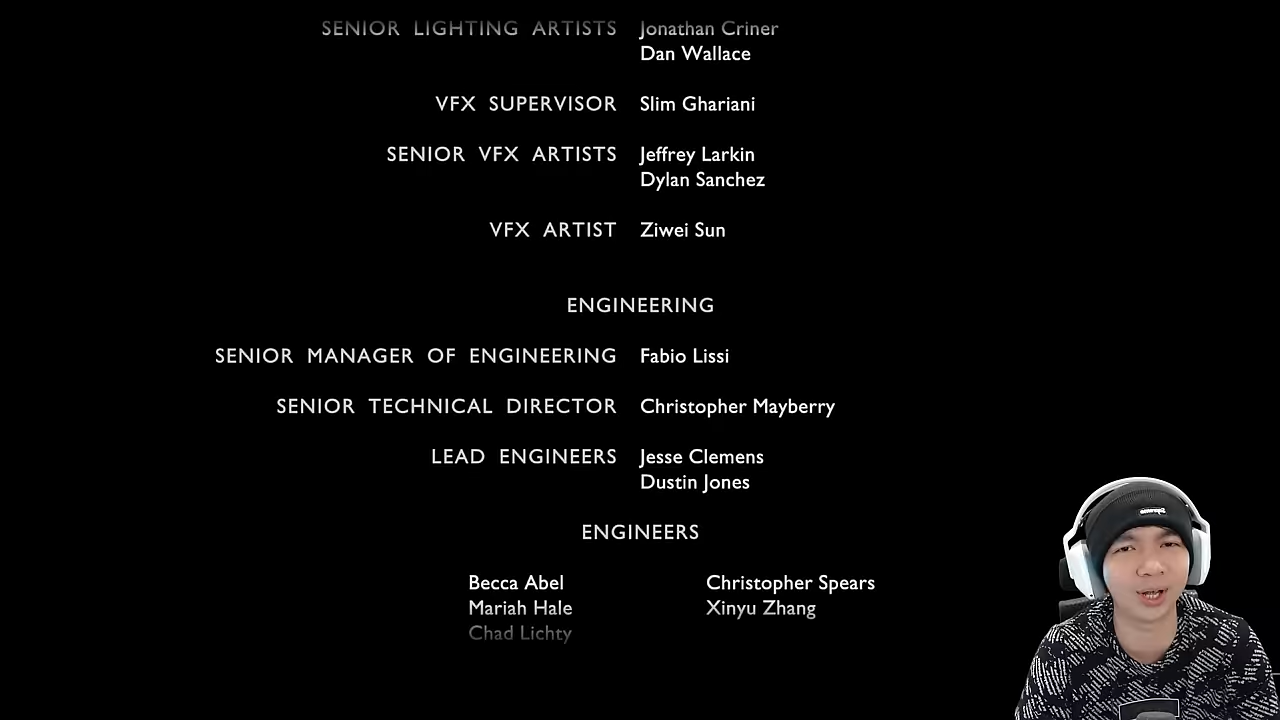 SENIOR LIGHTING ARTISTS Jonathan Criner
Dan Wallace
VFX SUPERVISOR Slim Ghariani
SENIOR VFX ARTISTS Jeffrey Larkin
Dylan Sanchez
VFX ARTIST Ziwei Sun
ENGINEERING
SENIOR MANAGER OF ENGINEERING Fabio Lissi
SENIOR TECHNICAL DIRECTOR Christopher Mayberry
LEAD ENGINEERS Jesse Clemens
Dustin Jones
ENGINEERS
Becca Abel Christopher Spears
Mariah Hale Xinyu Zhang
Chad Lichty